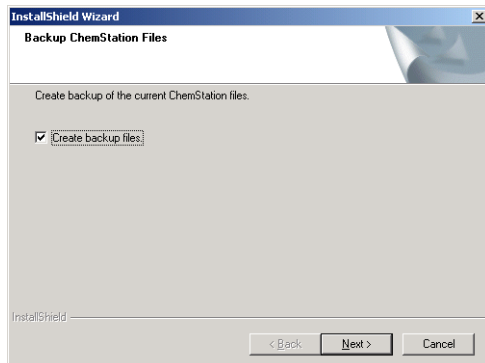 InstallShield Wizard
Backup ChemStation Files
Create backup of the current ChemStation files.
Create backup files.
InstallShield
< Back Next > Cancel